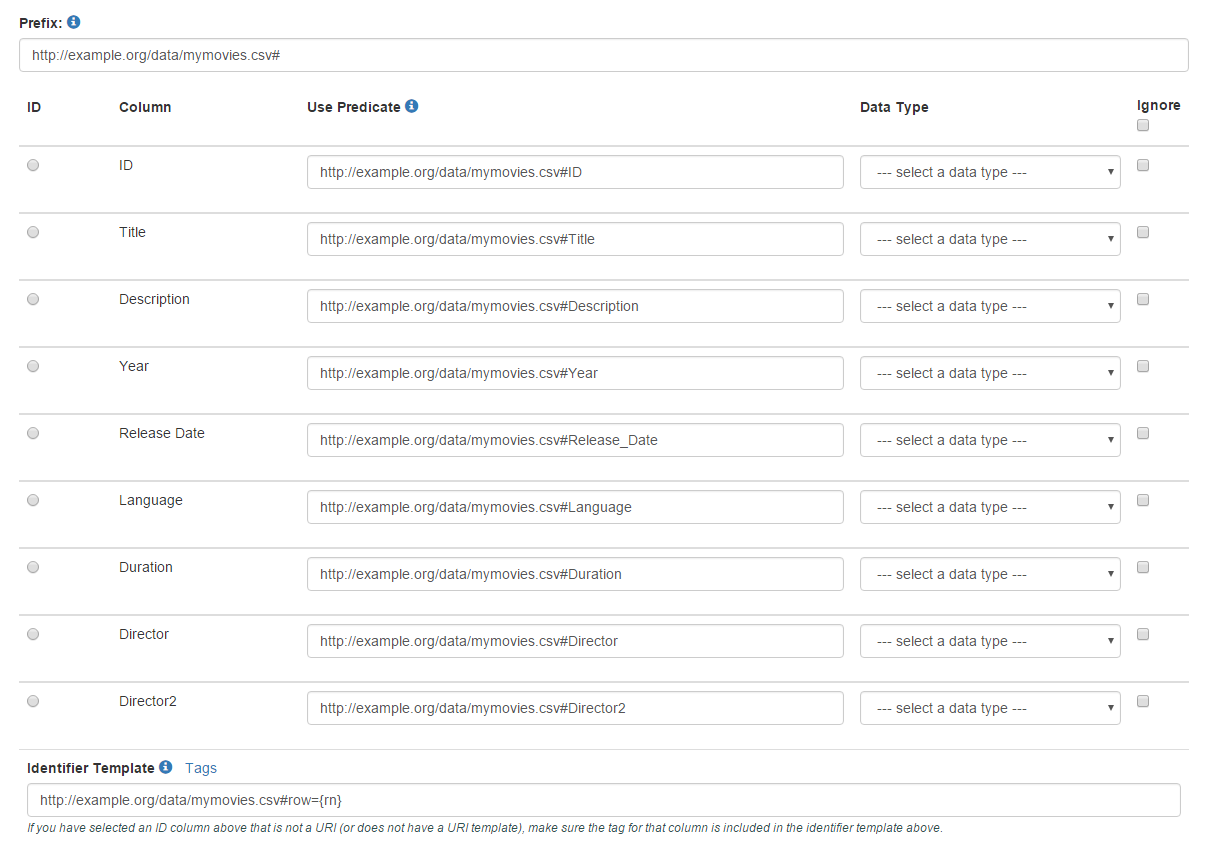 Prefix:
http://example.org/data/mymovies.csv#
ID Column Use Predicate Data Type Ignore
ID http://example.org/data/mymovies.csv#ID --- select a data type ---
Title http://example.org/data/mymovies.csv#Title --- select a data type ---
Description http://example.org/data/mymovies.csv#Description --- select a data type ---
Year http://example.org/data/mymovies.csv#Year --- select a data type ---
Release Date http://example.org/data/mymovies.csv#Release_Date --- select a data type ---
Language http://example.org/data/mymovies.csv#Language --- select a data type ---
Duration http://example.org/data/mymovies.csv#Duration --- select a data type ---
Director http://example.org/data/mymovies.csv#Director --- select a data type ---
Director2 http://example.org/data/mymovies.csv#Director2 --- select a data type ---
Identifier Template Tags
http://example.org/data/mymovies.csv#row={rn}
If you have selected an ID column above that is not a URI (or does not have a URI template), make sure the tag for that column is included in the identifier template above.